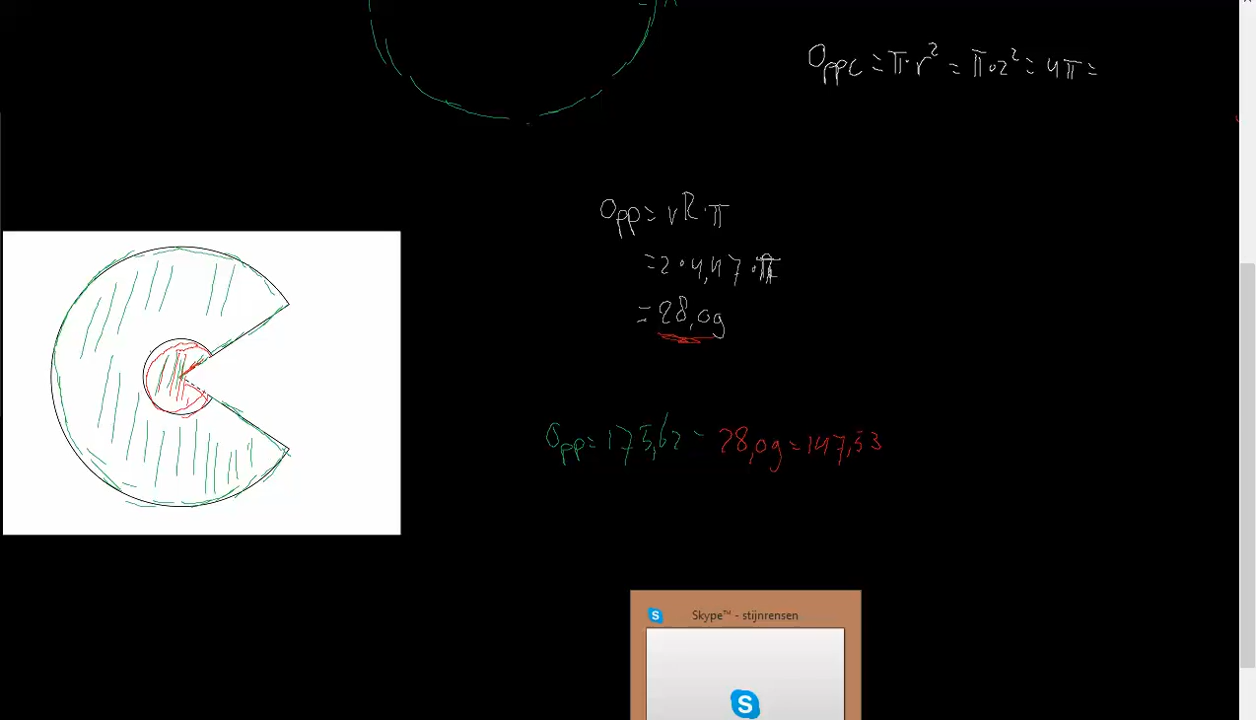 Oppc = π·r² = π·2² = 4π =
Opp = rR·π
= 2·4,47·π
= 28,09
Opp = 175,62 - 28,09 = 147,53
Skype™ - stijnrensen